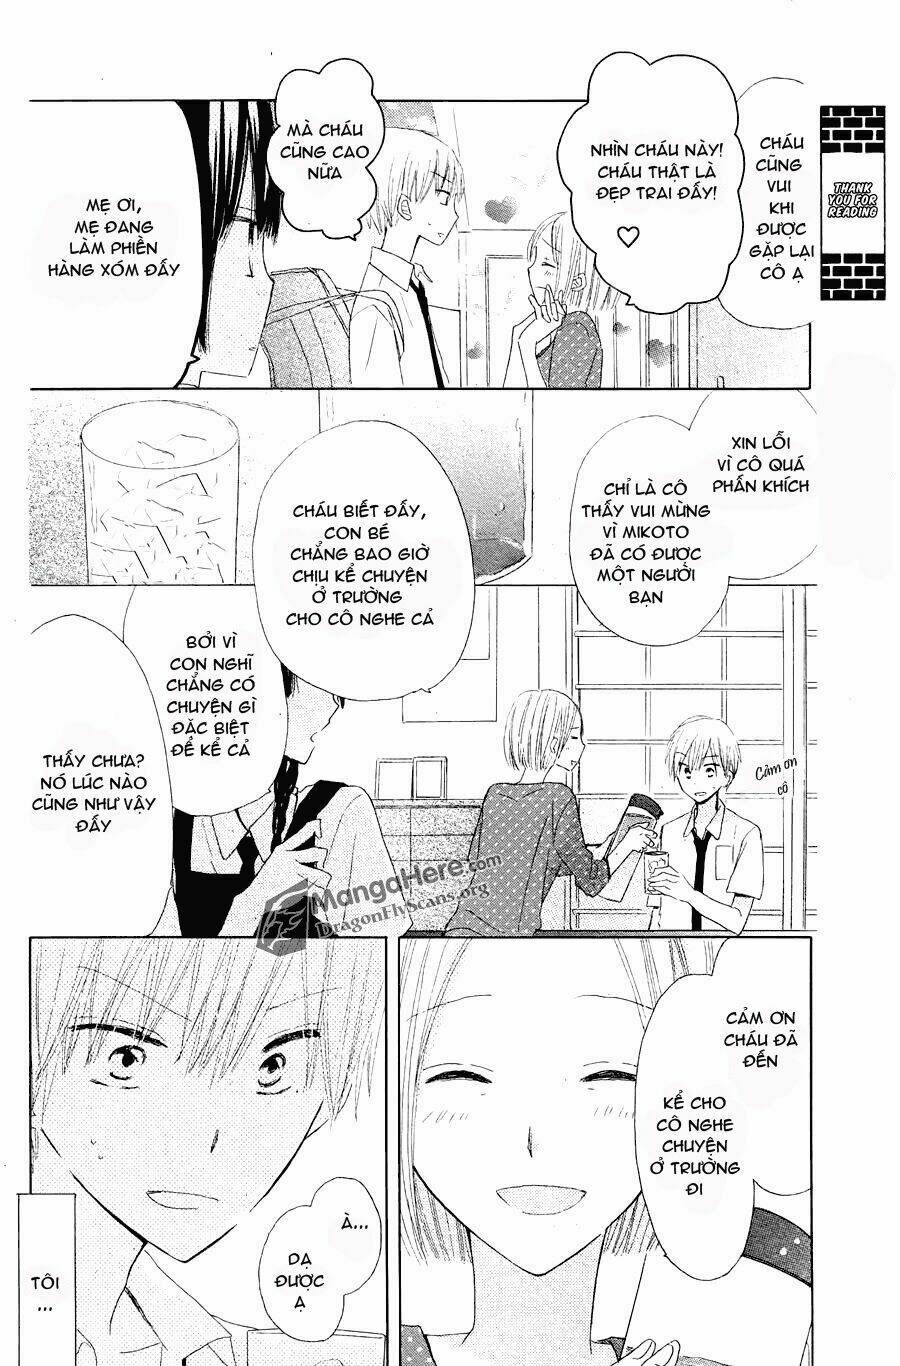 CHÁU
CŨNG
VUI
KHI
ĐƯỢC
GẶP LẠI
CÔ Ạ
THANK
YOU FOR
READING
NHÌN CHÁU NÀY!
CHÁU THẬT LÀ
ĐẸP TRAI ĐẤY!
♡
MÀ CHÁU
CŨNG CAO
NỮA
MẸ ƠI,
MẸ ĐANG
LÀM PHIỀN
HÀNG XÓM ĐẤY
XIN LỖI
VÌ CÔ QUÁ
PHẤN KHÍCH
CHỈ LÀ CÔ
THẤY VUI MỪNG
VÌ MIKOTO
ĐÃ CÓ ĐƯỢC
MỘT NGƯỜI
BẠN
CHÁU BIẾT ĐẤY,
CON BÉ
CHẲNG BAO GIỜ
CHỊU KỂ CHUYỆN
Ở TRƯỜNG
CHO CÔ NGHE CẢ
Cảm ơn
cô
BỞI VÌ
CON NGHĨ
CHẲNG CÓ
CHUYỆN GÌ
ĐẶC BIỆT
ĐỂ KỂ CẢ
THẤY CHƯA?
NÓ LÚC NÀO
CŨNG NHƯ VẬY
ĐẤY
MangaHere.com
DragonFlyScans.org
CẢM ƠN
CHÁU ĐÃ
ĐẾN
KỂ CHO
CÔ NGHE
CHUYỆN
Ở TRƯỜNG
ĐI
À...
DẠ
ĐƯỢC
Ạ
TÔI
...